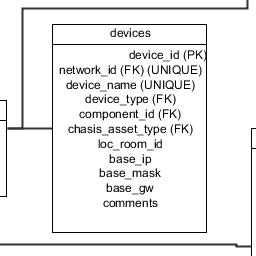 devices
device_id (PK)
network_id (FK) (UNIQUE)
device_name (UNIQUE)
device_type (FK)
component_id (FK)
chasis_asset_type (FK)
loc_room_id
base_ip
base_mask
base_gw
comments